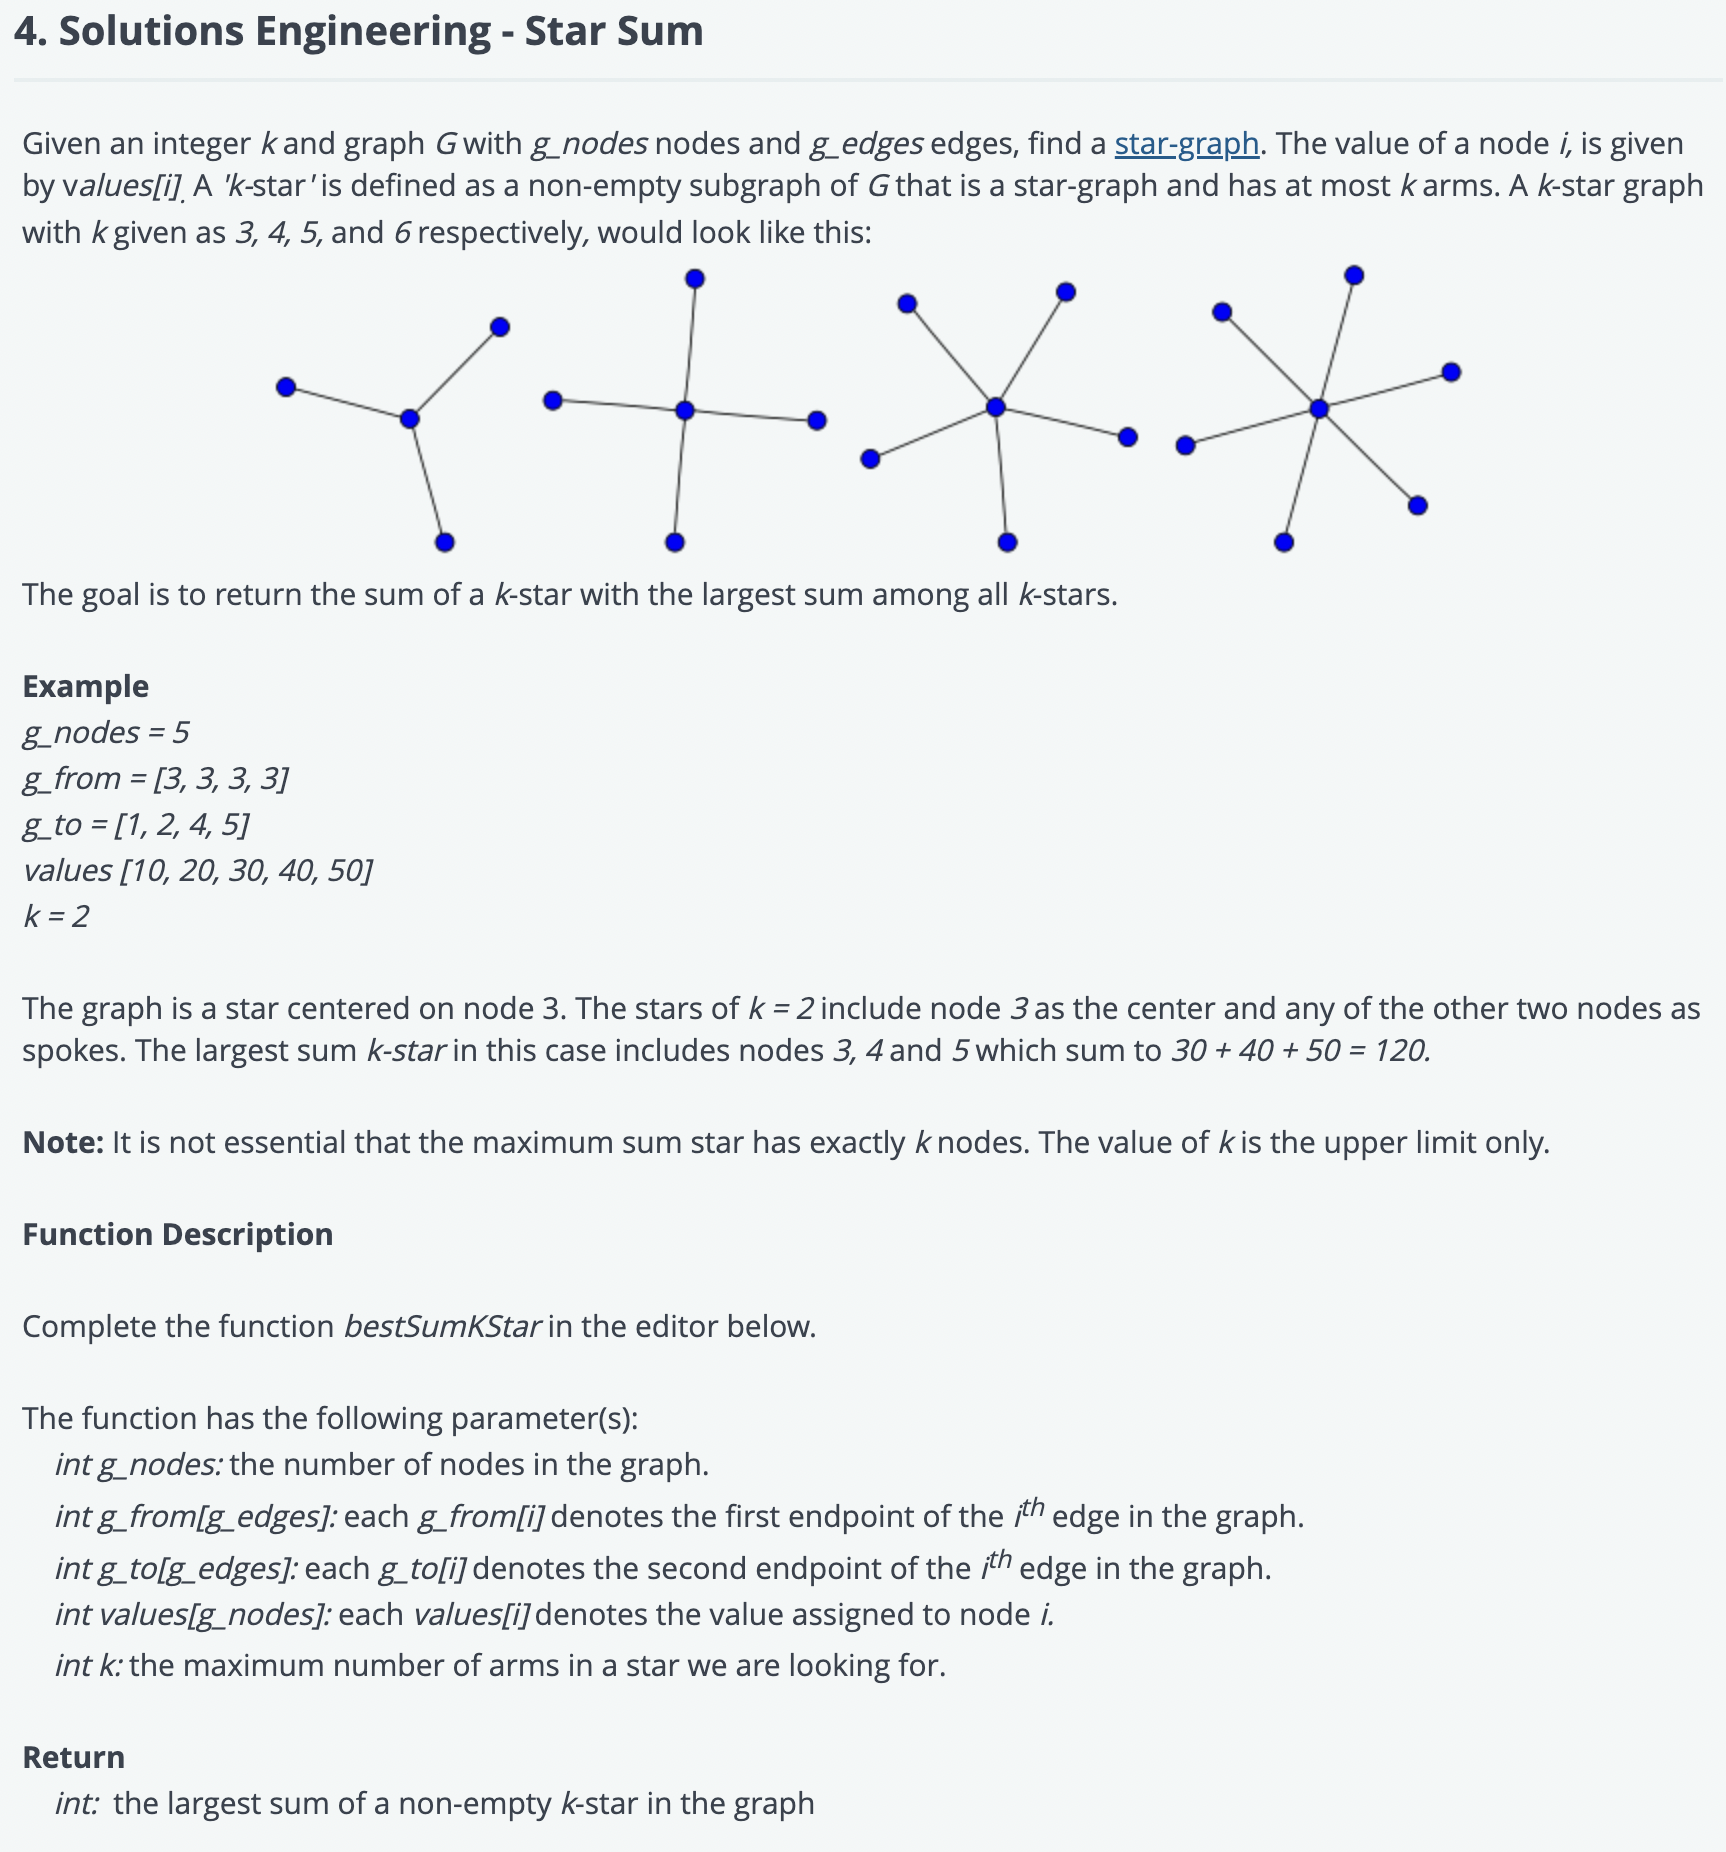 4. Solutions Engineering - Star Sum
Given an integer k and graph G with g_nodes nodes and g_edges edges, find a star-graph. The value of a node i, is given
by values[i]. A 'k-star' is defined as a non-empty subgraph of G that is a star-graph and has at most k arms. A k-star graph
with k given as 3, 4, 5, and 6 respectively, would look like this:
The goal is to return the sum of a k-star with the largest sum among all k-stars.
Example
g_nodes = 5
g_from = [3, 3, 3, 3]
g_to = [1, 2, 4, 5]
values [10, 20, 30, 40, 50]
k = 2
The graph is a star centered on node 3. The stars of k = 2 include node 3 as the center and any of the other two nodes as
spokes. The largest sum k-star in this case includes nodes 3, 4 and 5 which sum to 30 + 40 + 50 = 120.
Note: It is not essential that the maximum sum star has exactly k nodes. The value of k is the upper limit only.
Function Description
Complete the function bestSumKStar in the editor below.
The function has the following parameter(s):
int g_nodes: the number of nodes in the graph.
int g_from[g_edges]: each g_from[i] denotes the first endpoint of the ith edge in the graph.
int g_to[g_edges]: each g_to[i] denotes the second endpoint of the ith edge in the graph.
int values[g_nodes]: each values[i] denotes the value assigned to node i.
int k: the maximum number of arms in a star we are looking for.
Return
int: the largest sum of a non-empty k-star in the graph